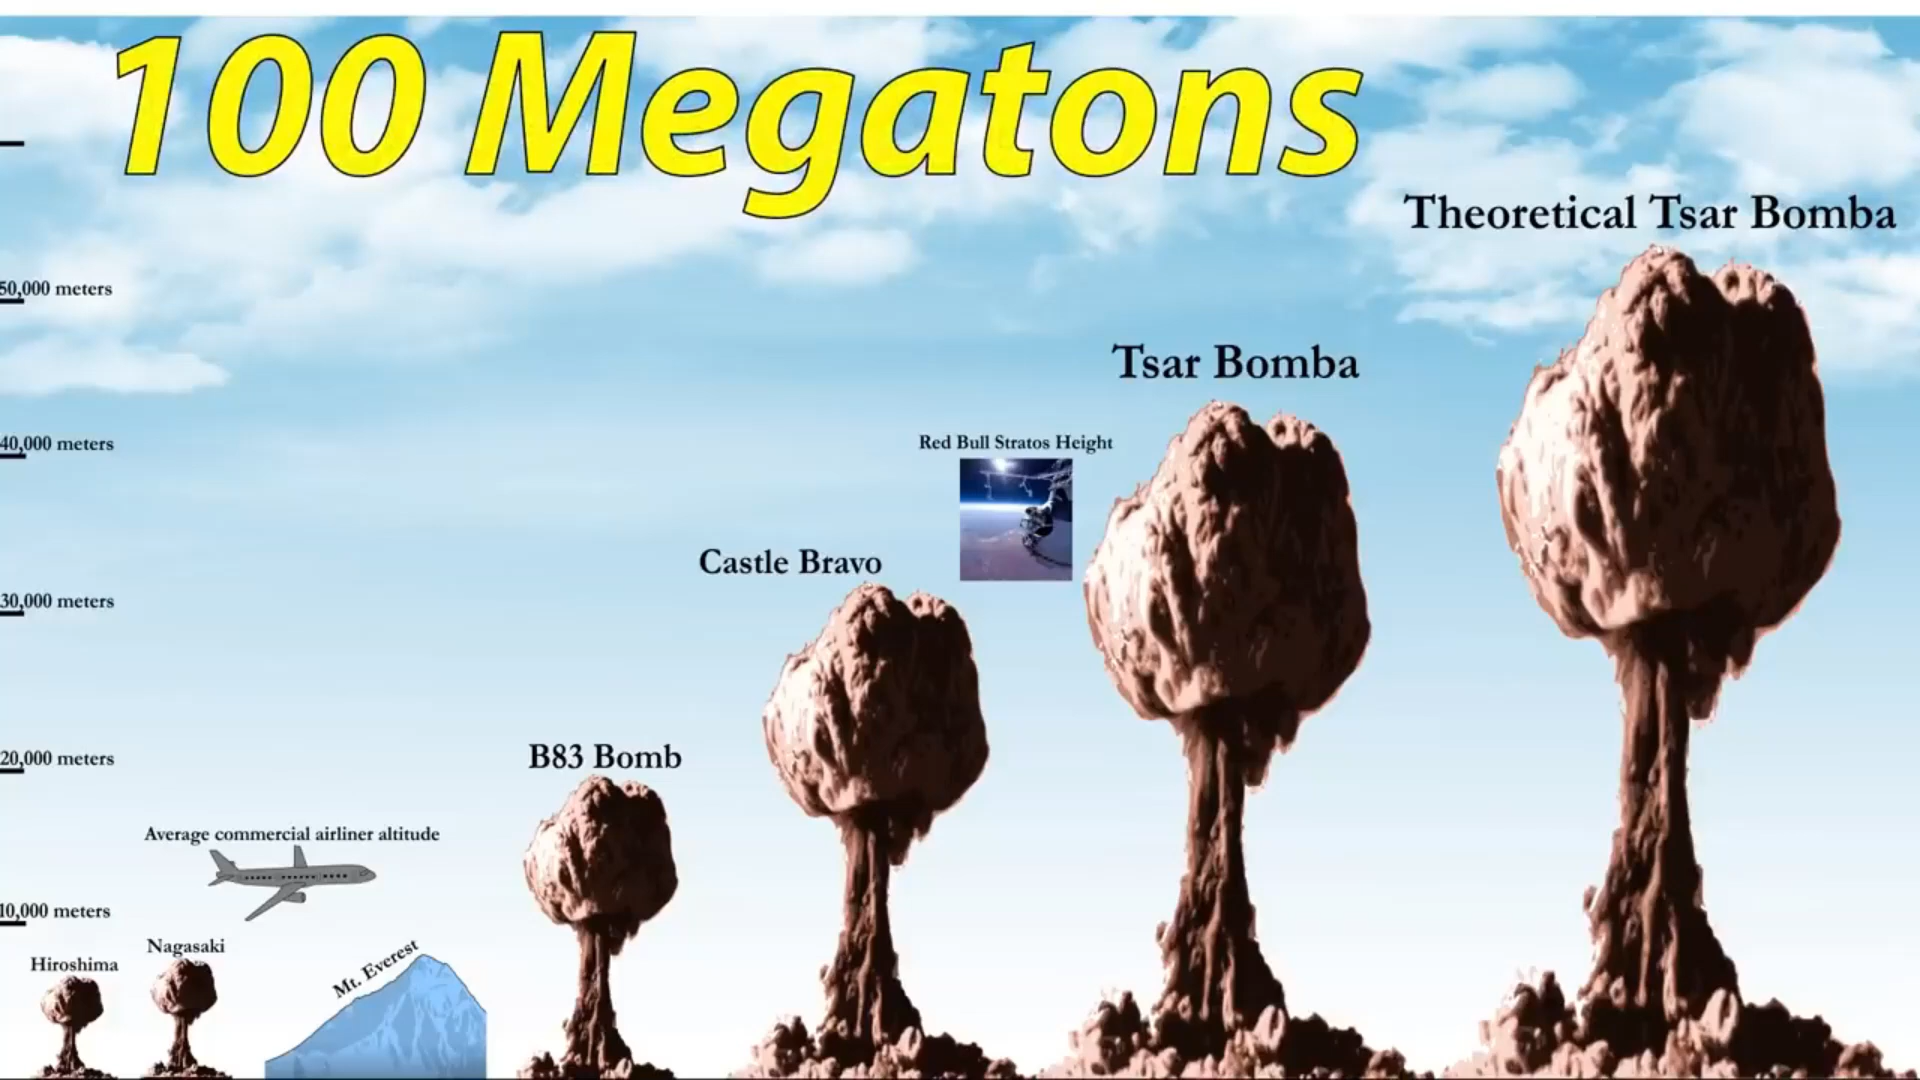 100 Megatons
Theoretical Tsar Bomba
50,000 meters
Tsar Bomba
40,000 meters
Red Bull Stratos Height
Castle Bravo
30,000 meters
B83 Bomb
20,000 meters
Average commercial airliner altitude
10,000 meters
Nagasaki
Hiroshima
Mt. Everest